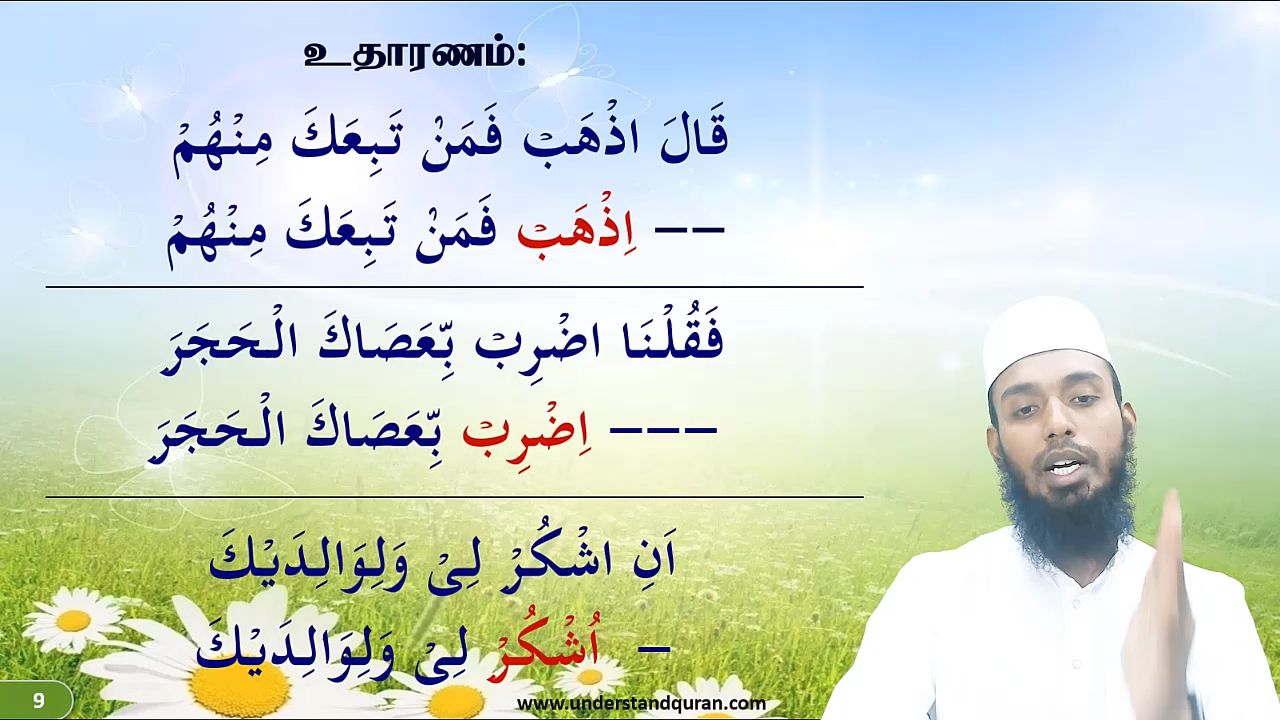 உதாரணம்:
قَالَ اذْهَبْ فَمَنْ تَبِعَكَ مِنْهُمْ
–– اِذْهَبْ فَمَنْ تَبِعَكَ مِنْهُمْ
فَقُلْنَا اضْرِبْ بِّعَصَاكَ الْحَجَرَ
––– اِضْرِبْ بِّعَصَاكَ الْحَجَرَ
اَنِ اشْكُرْ لِىْ وَلِوَالِدَيْكَ
– اُشْكُرْ لِىْ وَلِوَالِدَيْكَ
9
www.understandquran.com